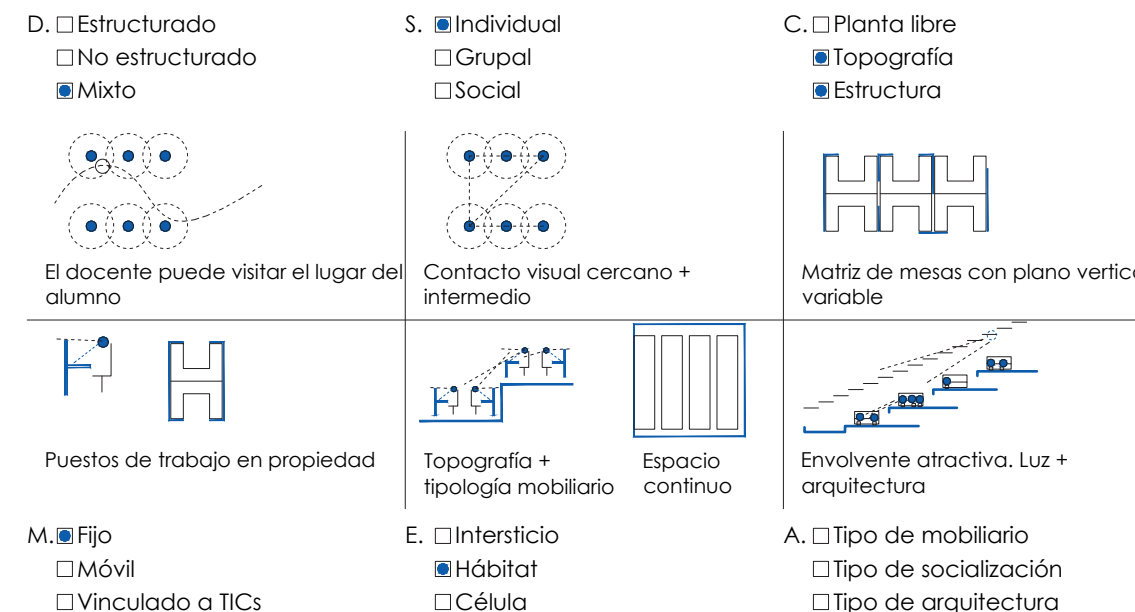 D. Estructurado
No estructurado
Mixto
S. Individual
Grupal
Social
C. Planta libre
Topografía
Estructura
El docente puede visitar el lugar del
alumno
Contacto visual cercano +
intermedio
Matriz de mesas con plano vertic
variable
Puestos de trabajo en propiedad
Topografía +
tipología mobiliario
Espacio
continuo
Envolvente atractiva. Luz +
arquitectura
M. Fijo
Móvil
Vinculado a TICs
E. Intersticio
Hábitat
Célula
A. Tipo de mobiliario
Tipo de socialización
Tipo de arquitectura